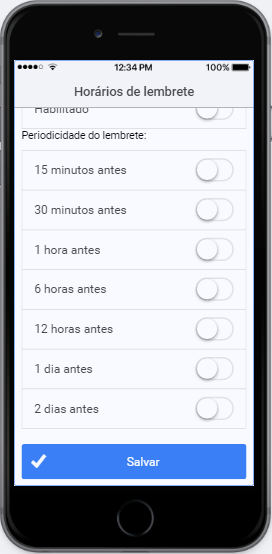 12:34 PM 100%
Horários de lembrete
Habilitado
Periodicidade do lembrete:
15 minutos antes
30 minutos antes
1 hora antes
6 horas antes
12 horas antes
1 dia antes
2 dias antes
Salvar